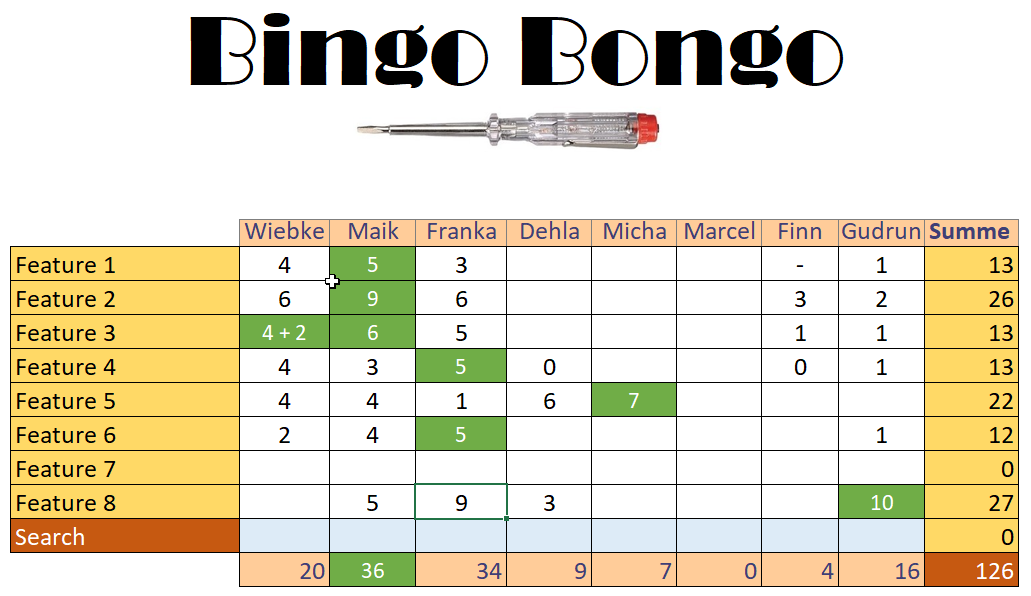 Bingo Bongo
Wiebke Maik Franka Dehla Micha Marcel Finn Gudrun Summe
Feature 1 4 5 3 - 1 13
Feature 2 6 9 6 3 2 26
Feature 3 4 + 2 6 5 1 1 13
Feature 4 4 3 5 0 0 1 13
Feature 5 4 4 1 6 7 22
Feature 6 2 4 5 1 12
Feature 7 0
Feature 8 5 9 3 10 27
Search 0
20 36 34 9 7 0 4 16 126